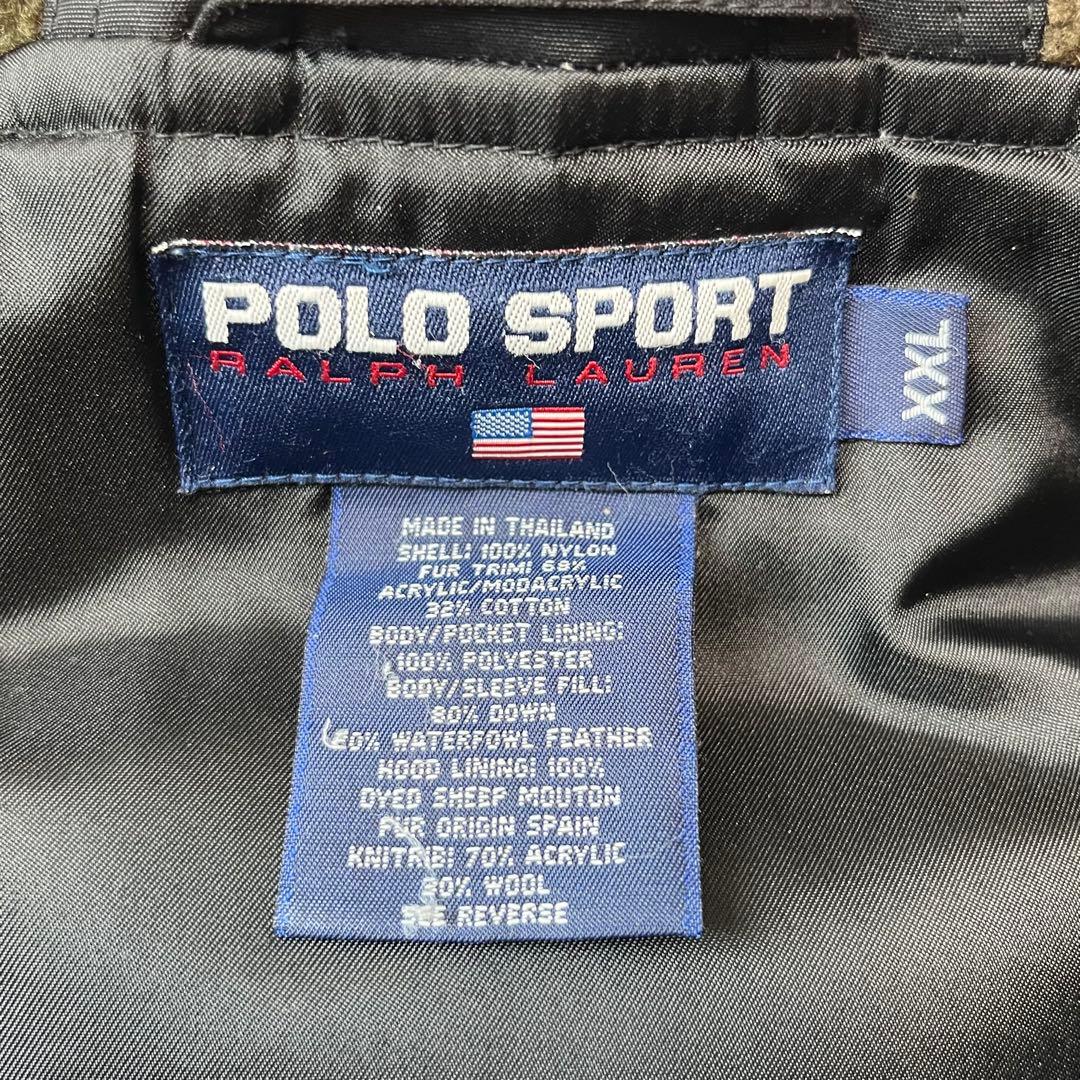 POLO SPORT
RALPH LAUREN
XXL
MADE IN THAILAND
SHELL: 100% NYLON
FUR TRIM: 68%
ACRYLIC/MODACRYLIC
32% COTTON
BODY/POCKET LINING:
100% POLYESTER
BODY/SLEEVE FILL:
80% DOWN
20% WATERFOWL FEATHER
HOOD LINING: 100%
DYED SHEEP MOUTON
FUR ORIGIN SPAIN
KNITRIB: 70% ACRYLIC
30% WOOL
SEE REVERSE